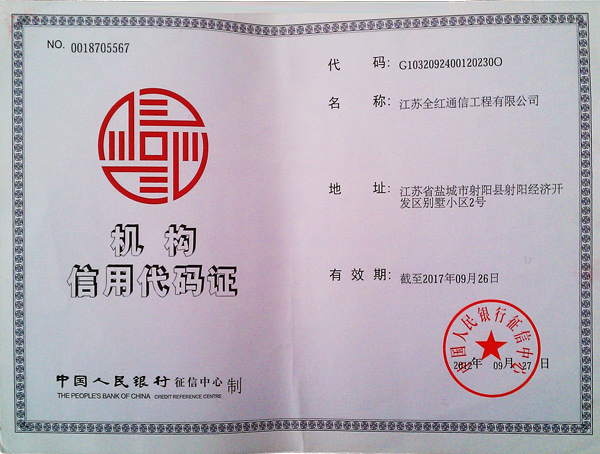 NO. 0018705567
机构
信用代码证
中国人民银行征信中心 制
THE PEOPLE'S BANK OF CHINA CREDIT REFERENCE CENTRE
代 码: G1032092400120230O
名 称: 江苏全红通信工程有限公司
地 址: 江苏省盐城市射阳县射阳经济开
发区别墅小区2号
有 效 期: 截至2017年09月26日
中国人民银行征信中心
2012年 09月 27日